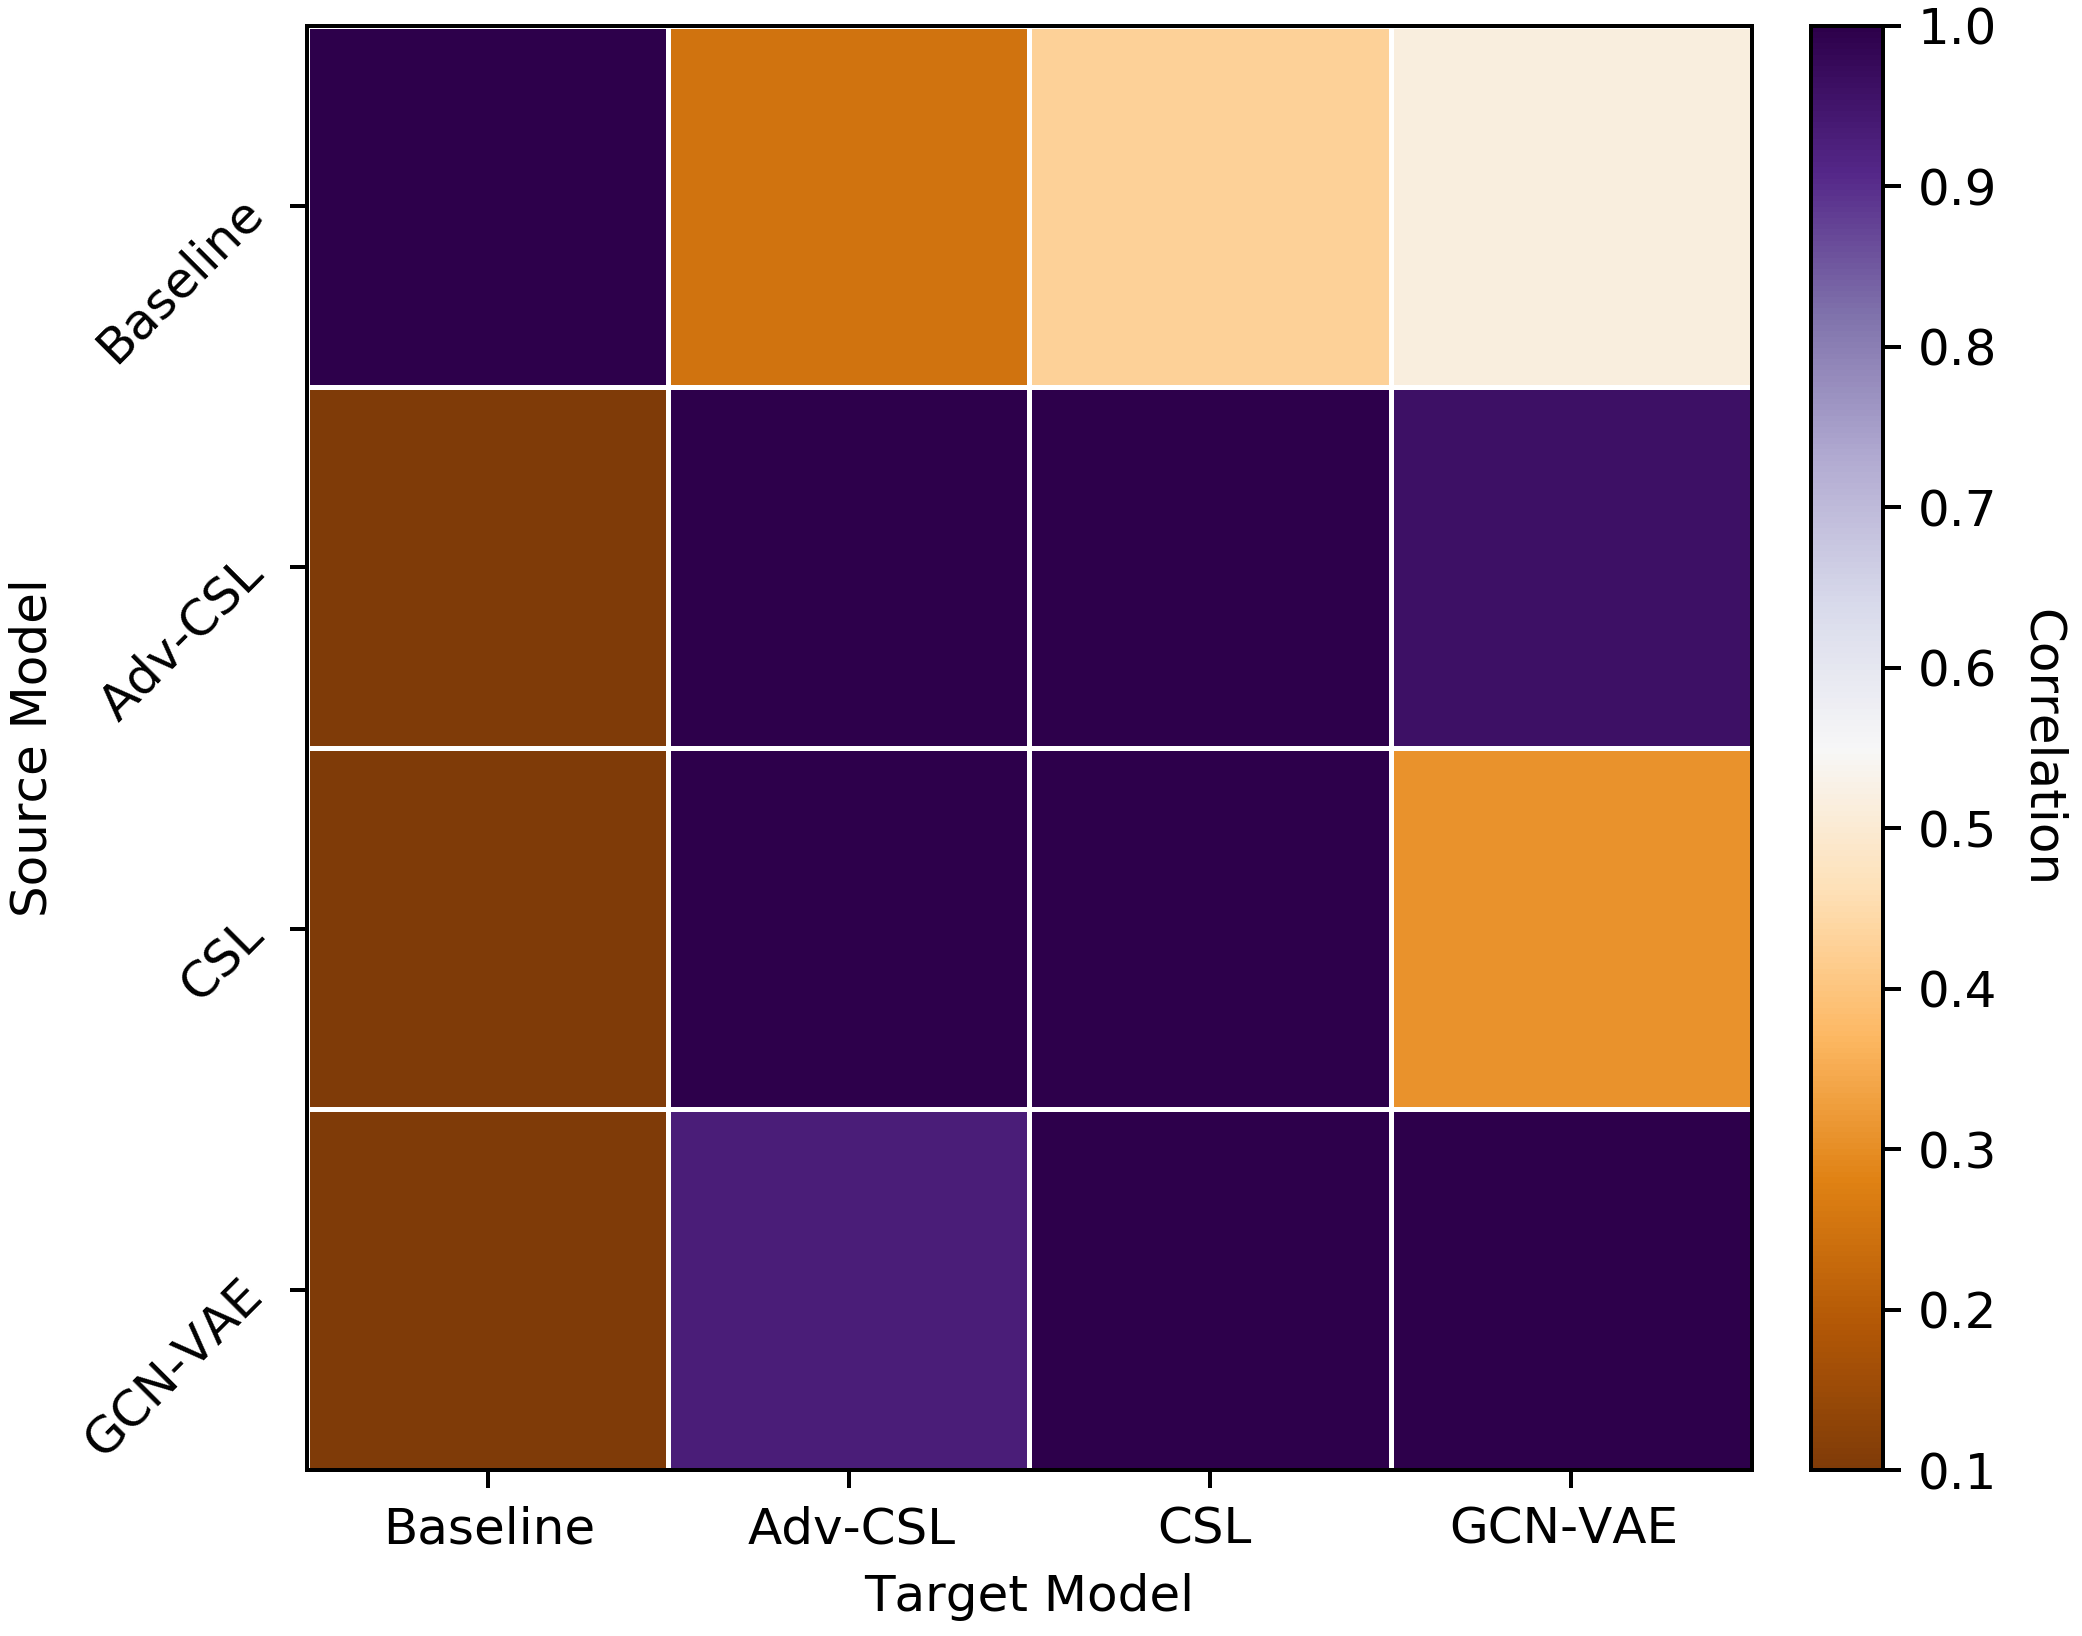 Source Model
Baseline
Adv-CSL
CSL
GCN-VAE
Baseline Adv-CSL CSL GCN-VAE
Target Model
1.0
0.9
0.8
0.7
0.6
0.5
0.4
0.3
0.2
0.1
Correlation